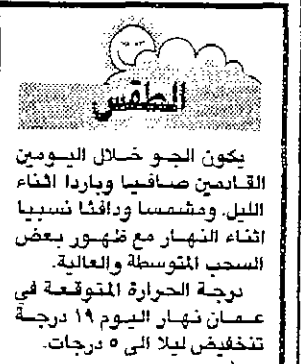 الطقس
يكون الجو خلال اليومين
القادمين صافيا وباردا اثناء
الليل. ومشمسا ودافئا نسبيا
اثناء النهار مع ظهور بعض
السحب المتوسطة والعالية.
درجة الحرارة المتوقعة في
عمان نهار اليوم ١٩ درجة
تنخفض ليلا الى ٥ درجات.